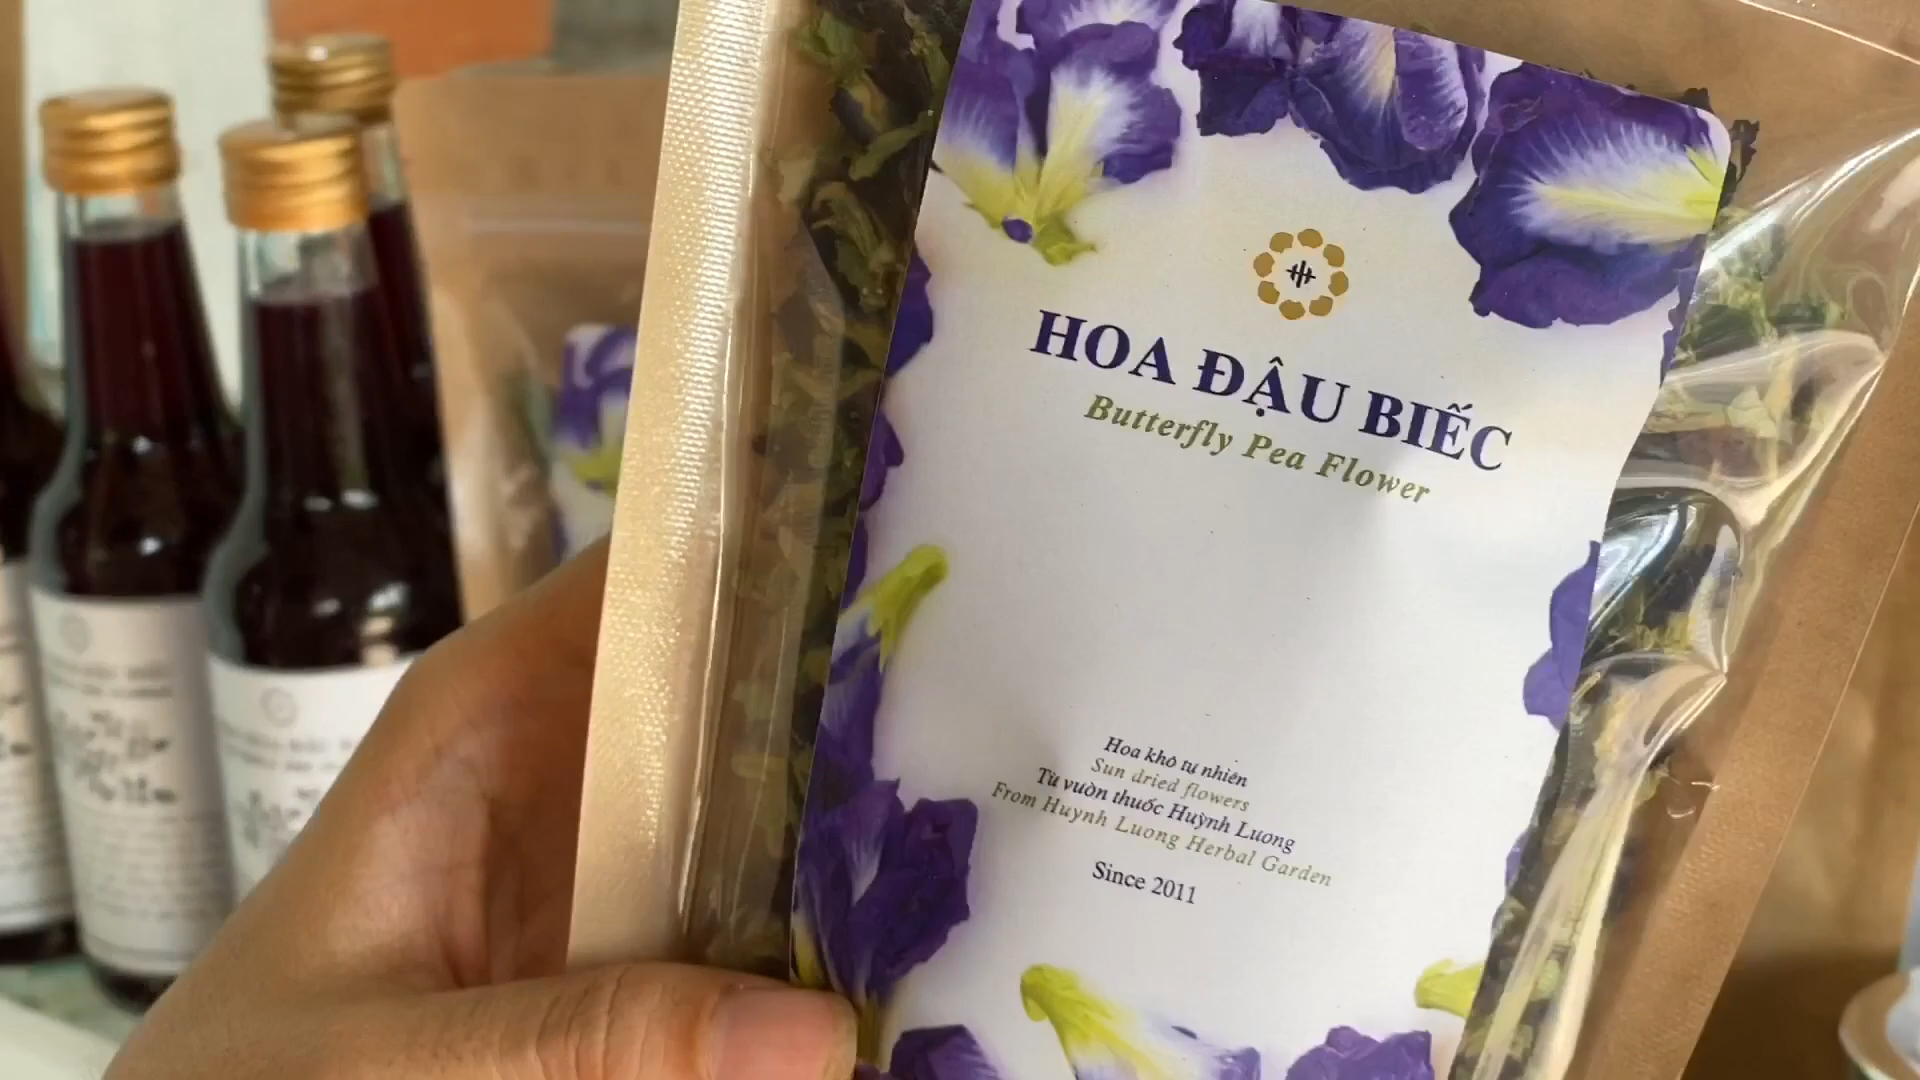 HOA ĐẬU BIẾC
Butterfly Pea Flower
Hoa khô tự nhiên
Sun dried flowers
Từ vườn thuốc Huỳnh Luong
From Huynh Luong Herbal Garden
Since 2011